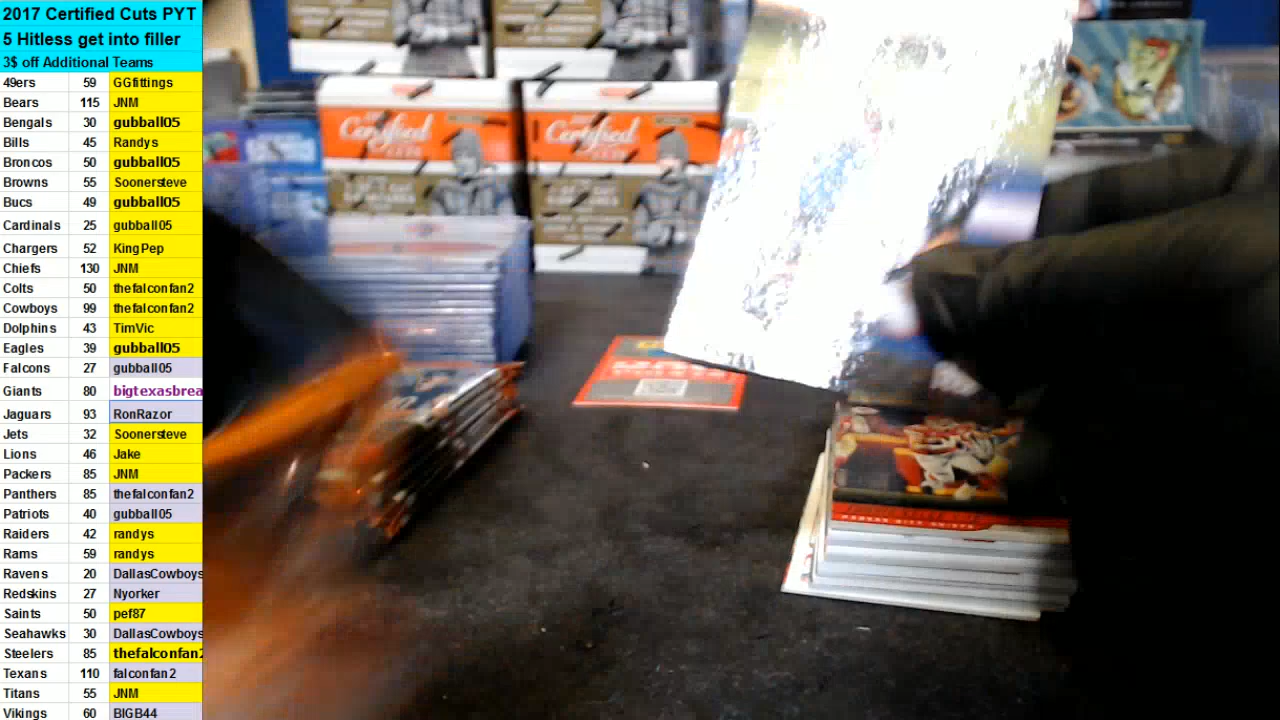 2017 Certified Cuts PYT
5 Hitless get into filler
3$ off Additional Teams
49ers 59 GGfittings
Bears 115 JNM
Bengals 30 gubball05
Bills 45 Randys
Broncos 50 gubball05
Browns 55 Soonersteve
Bucs 49 gubball05
Cardinals 25 gubball05
Chargers 52 KingPep
Chiefs 130 JNM
Colts 50 thefalconfan2
Cowboys 99 thefalconfan2
Dolphins 43 TimVic
Eagles 39 gubball05
Falcons 27 gubball05
Giants 80 bigtexasbrea
Jaguars 93 RonRazor
Jets 32 Soonersteve
Lions 46 Jake
Packers 85 JNM
Panthers 85 thefalconfan2
Patriots 40 gubball05
Raiders 42 randys
Rams 59 randys
Ravens 20 DallasCowboys
Redskins 27 Nyorker
Saints 50 pef87
Seahawks 30 DallasCowboys
Steelers 85 thefalconfan2
Texans 110 falconfan2
Titans 55 JNM
Vikings 60 BIGB44
Certified
Certified